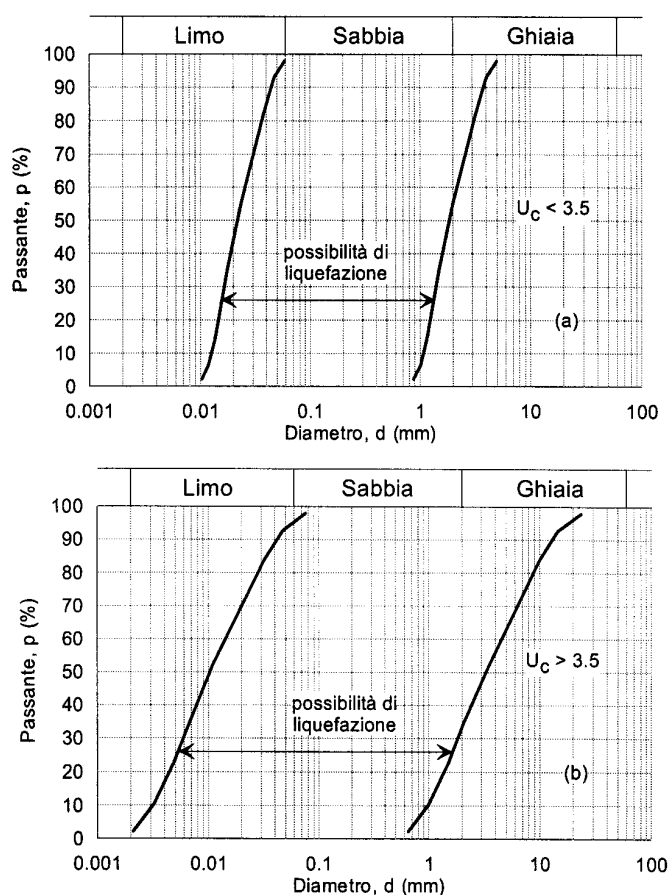 Limo Sabbia Ghiaia
100
90
80
70
60
50
40
30
20
10
0
Passante, p (%)
U_C < 3.5
possibilità di
liquefazione
(a)
0.001 0.01 0.1 1 10 100
Diametro, d (mm)
Limo Sabbia Ghiaia
100
90
80
70
60
50
40
30
20
10
0
Passante, p (%)
U_C > 3.5
possibilità di
liquefazione
(b)
0.001 0.01 0.1 1 10 100
Diametro, d (mm)